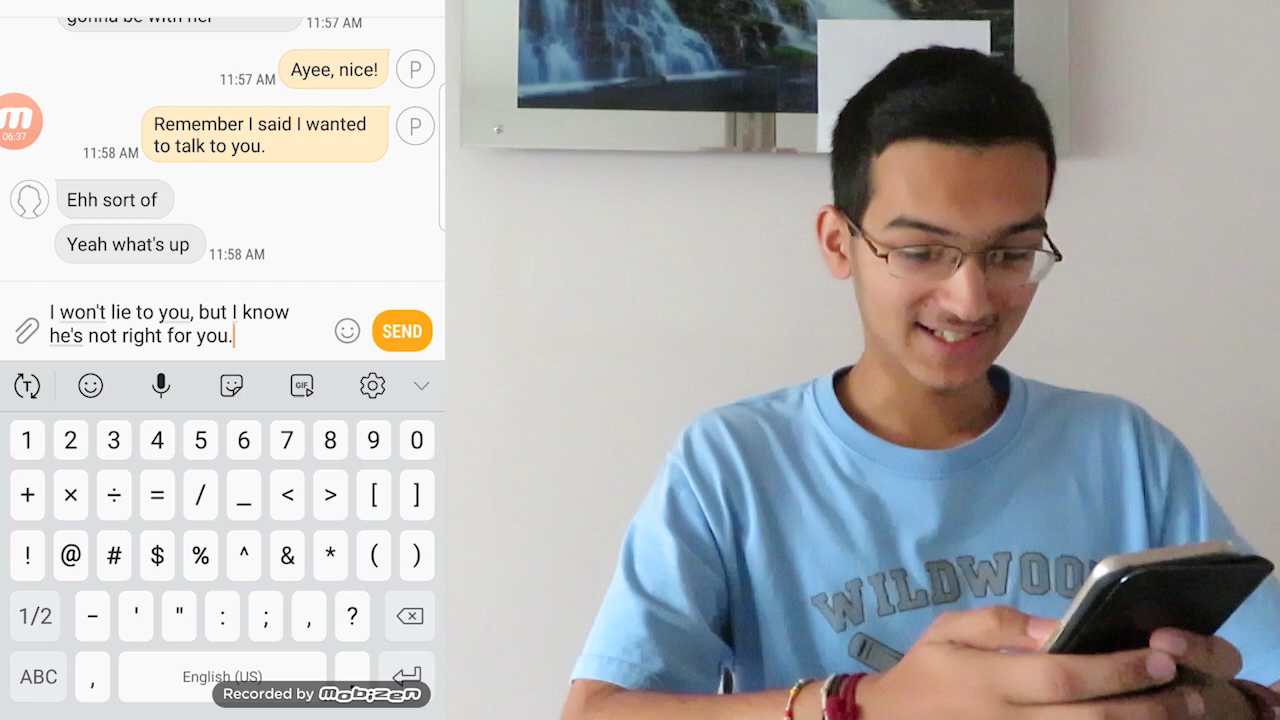 gonna be with her
11:57 AM
Ayee, nice!
P
11:57 AM
Remember I said I wanted
to talk to you.
P
11:58 AM
06:37
Ehh sort of
Yeah what's up
11:58 AM
I won't lie to you, but I know
he's not right for you.
SEND
T
GIF
1 2 3 4 5 6 7 8 9 0
+ × ÷ = / _ < > [ ]
! @ # $ % ^ & * ( )
1/2 - ' " : ; , ?
ABC , English (US)
Recorded by mobizen
WILDWOO